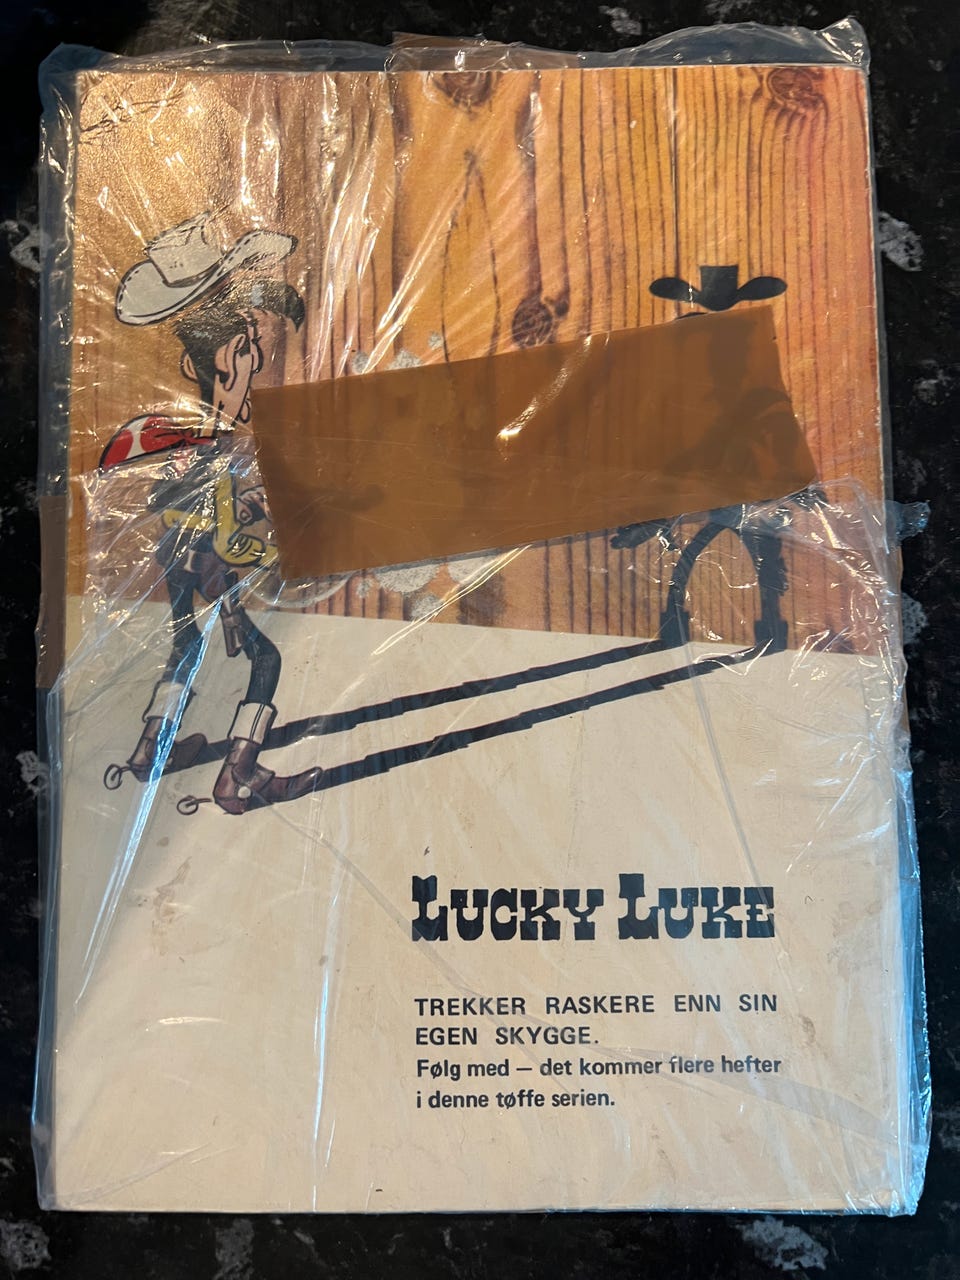 LUCKY LUKE
TREKKER RASKERE ENN SIN
EGEN SKYGGE.
Følg med – det kommer flere hefter
i denne tøffe serien.